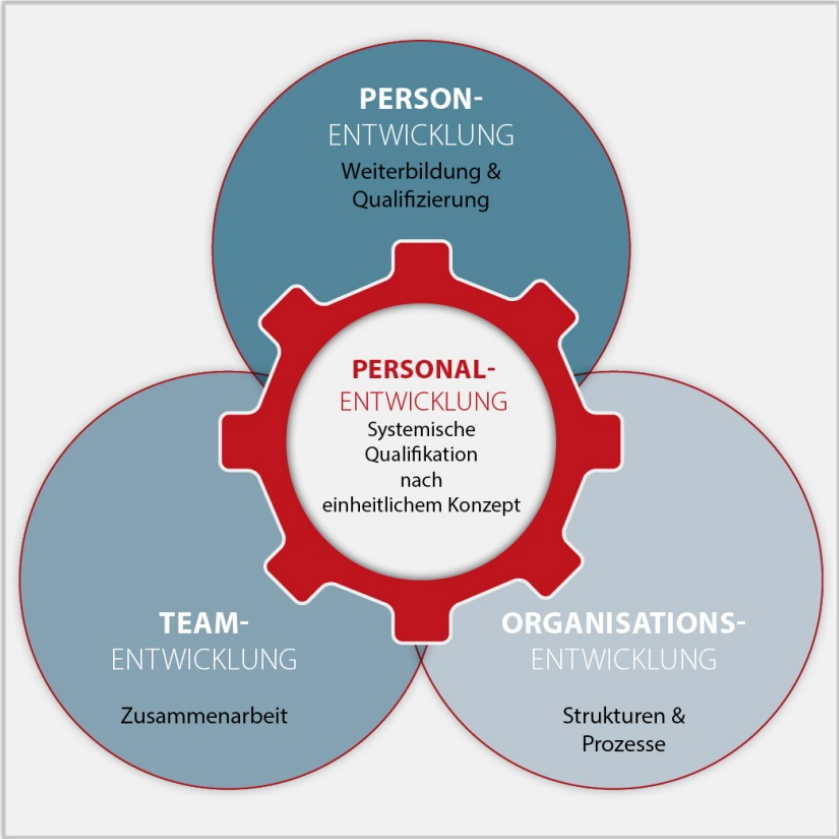 PERSON-
ENTWICKLUNG
Weiterbildung &
Qualifizierung
PERSONAL-
ENTWICKLUNG
Systemische
Qualifikation
nach
einheitlichem Konzept
TEAM-
ENTWICKLUNG
Zusammenarbeit
ORGANISATIONS-
ENTWICKLUNG
Strukturen &
Prozesse